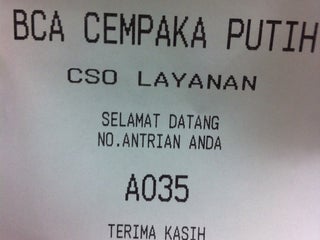 BCA CEMPAKA PUTIH
CSO LAYANAN
SELAMAT DATANG
NO.ANTRIAN ANDA
A035
TERIMA KASIH